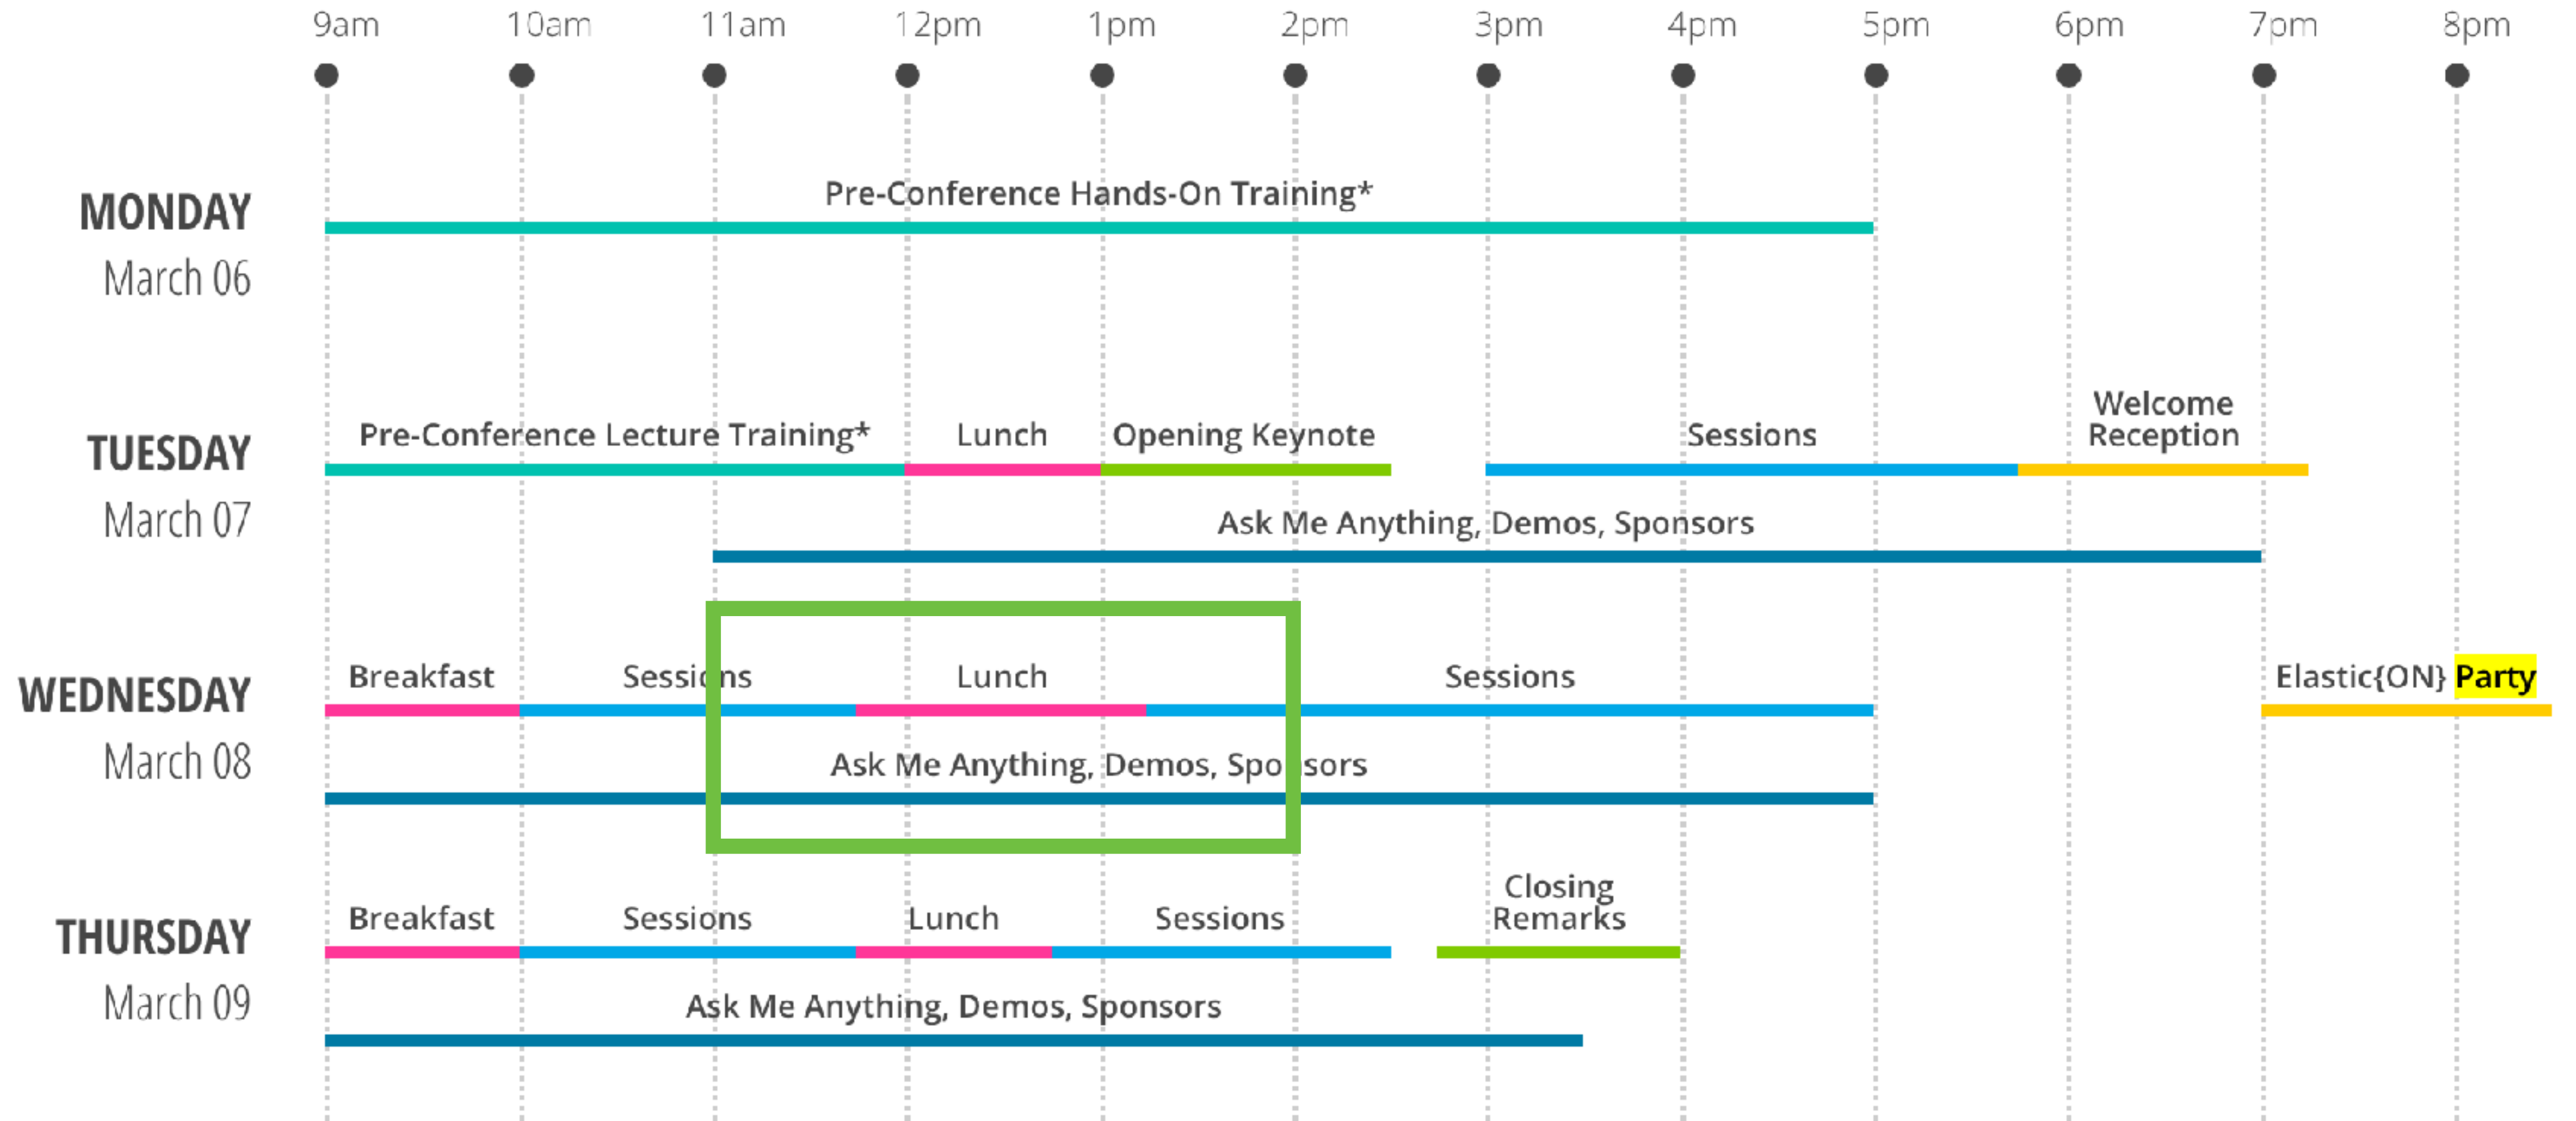 9am 10am 11am 12pm 1pm 2pm 3pm 4pm 5pm 6pm 7pm 8pm
Pre-Conference Hands-On Training*
MONDAY
March 06
Welcome
Pre-Conference Lecture Training* Lunch Opening Keynote Sessions Reception
TUESDAY
March 07
Ask Me Anything, Demos, Sponsors
Breakfast Sessions Lunch Sessions Elastic{ON} Party
WEDNESDAY
March 08
Ask Me Anything, Demos, Sponsors
Closing
Breakfast Sessions Lunch Sessions Remarks
THURSDAY
March 09
Ask Me Anything, Demos, Sponsors